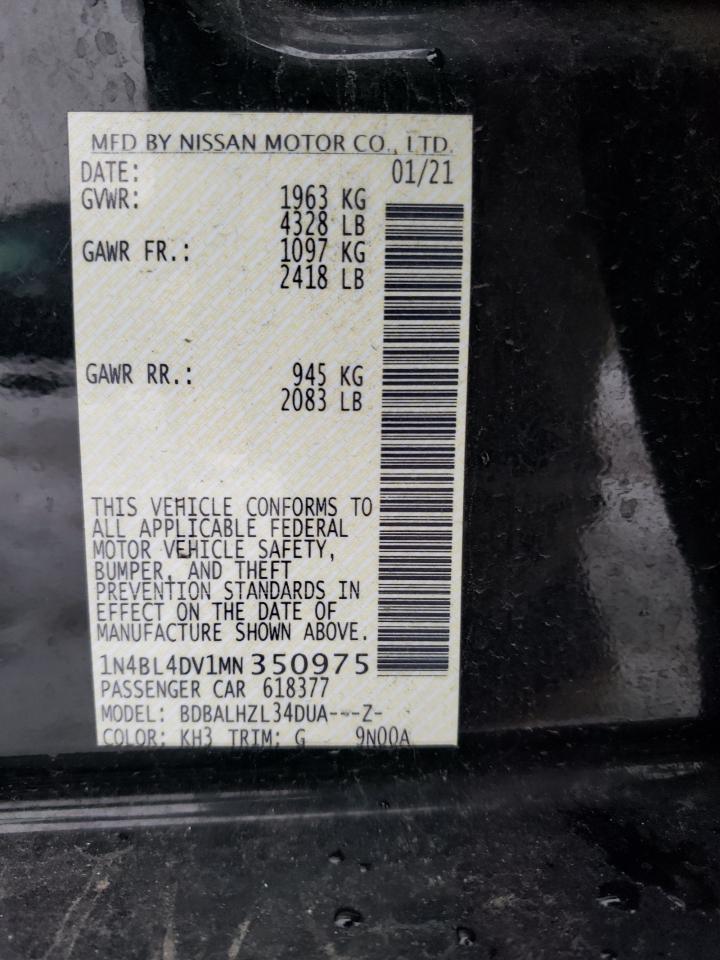 MFD BY NISSAN MOTOR CO., LTD.
DATE: 01/21
GVWR: 1963 KG
4328 LB
GAWR FR.: 1097 KG
2418 LB
GAWR RR.: 945 KG
2083 LB
THIS VEHICLE CONFORMS TO
ALL APPLICABLE FEDERAL
MOTOR VEHICLE SAFETY,
BUMPER, AND THEFT
PREVENTION STANDARDS IN
EFFECT ON THE DATE OF
MANUFACTURE SHOWN ABOVE.
1N4BL4DV1MN350975
PASSENGER CAR 618377
MODEL: BDBALHZL34DUA---Z-
COLOR: KH3 TRIM: G 9N00A